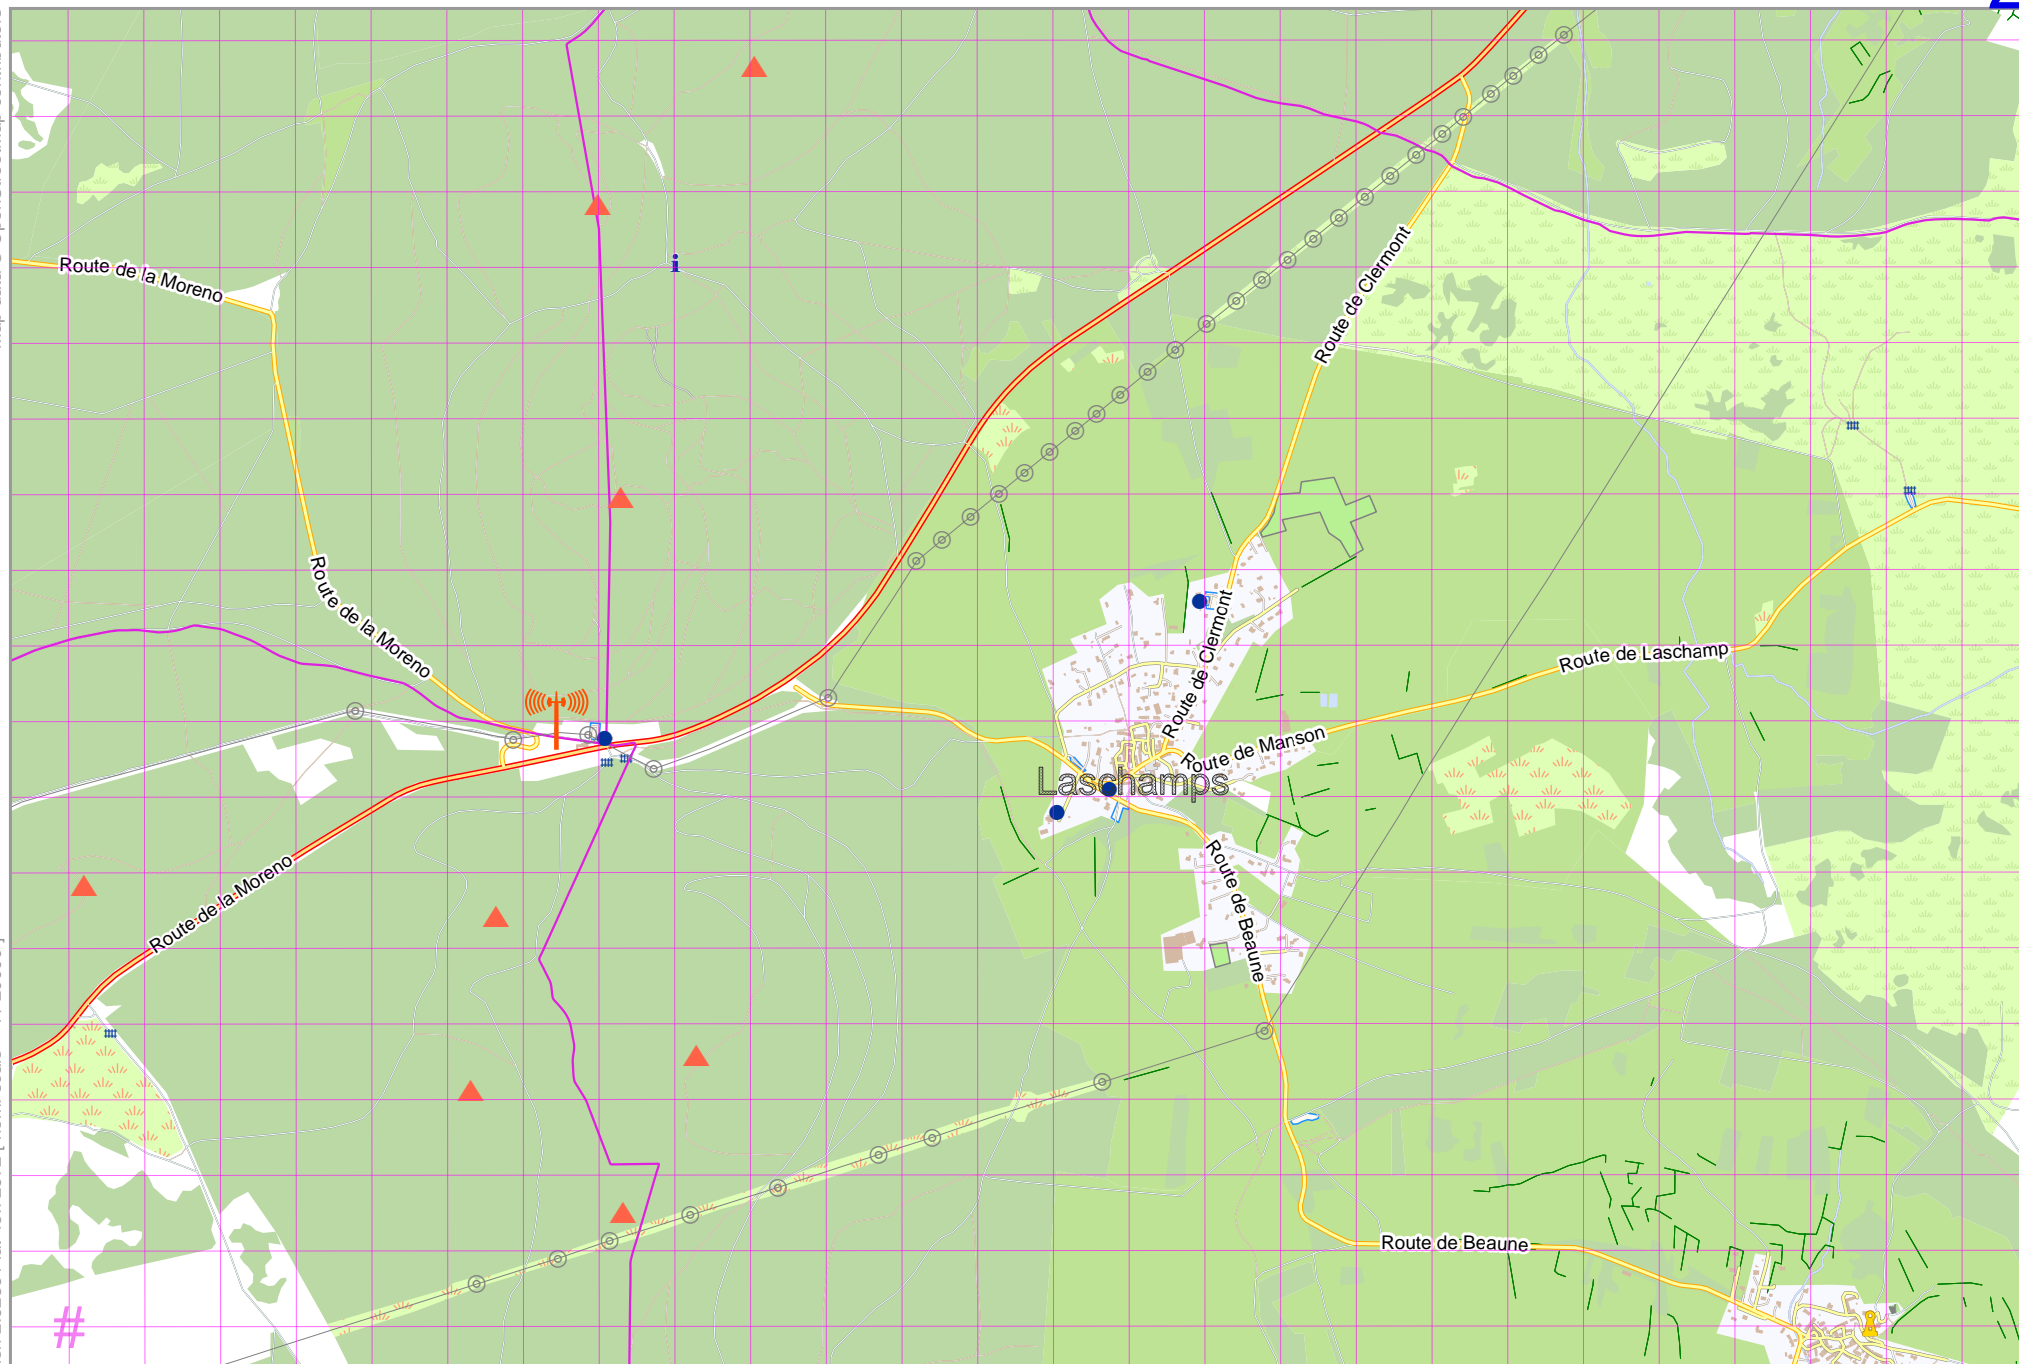 Route de la Moreno
i
Route de Clermont
Route de la Moreno
Route de Clermont
Route de Laschamp
Route de Manson
Laschamps
Route de la Moreno
Route de Beaune
Route de Beaune
#